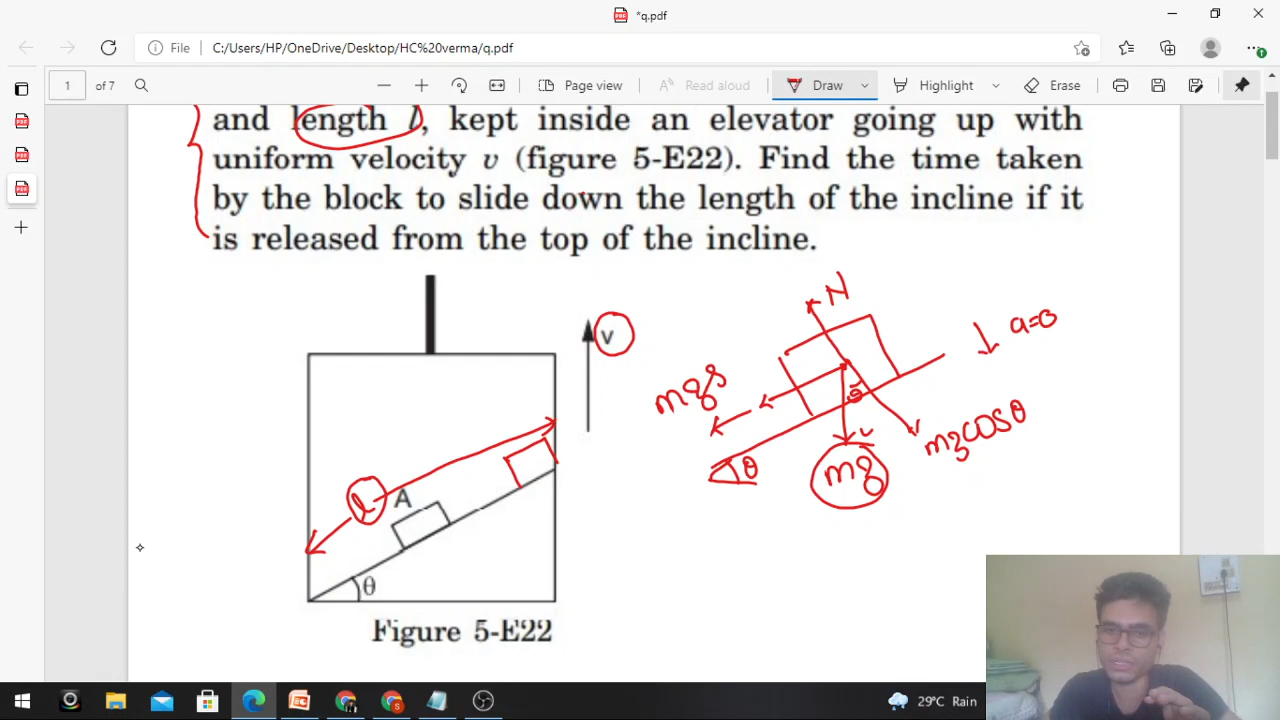 *q.pdf
File C:/Users/HP/OneDrive/Desktop/HC%20verma/q.pdf
1 of 7 Page view Read aloud Draw Highlight Erase
and length l, kept inside an elevator going up with
uniform velocity v (figure 5-E22). Find the time taken
by the block to slide down the length of the incline if it
is released from the top of the incline.
v
N
a=0
mgs
θ
mg
mgcosθ
θ
l
A
θ
Figure 5-E22
29°C Rain